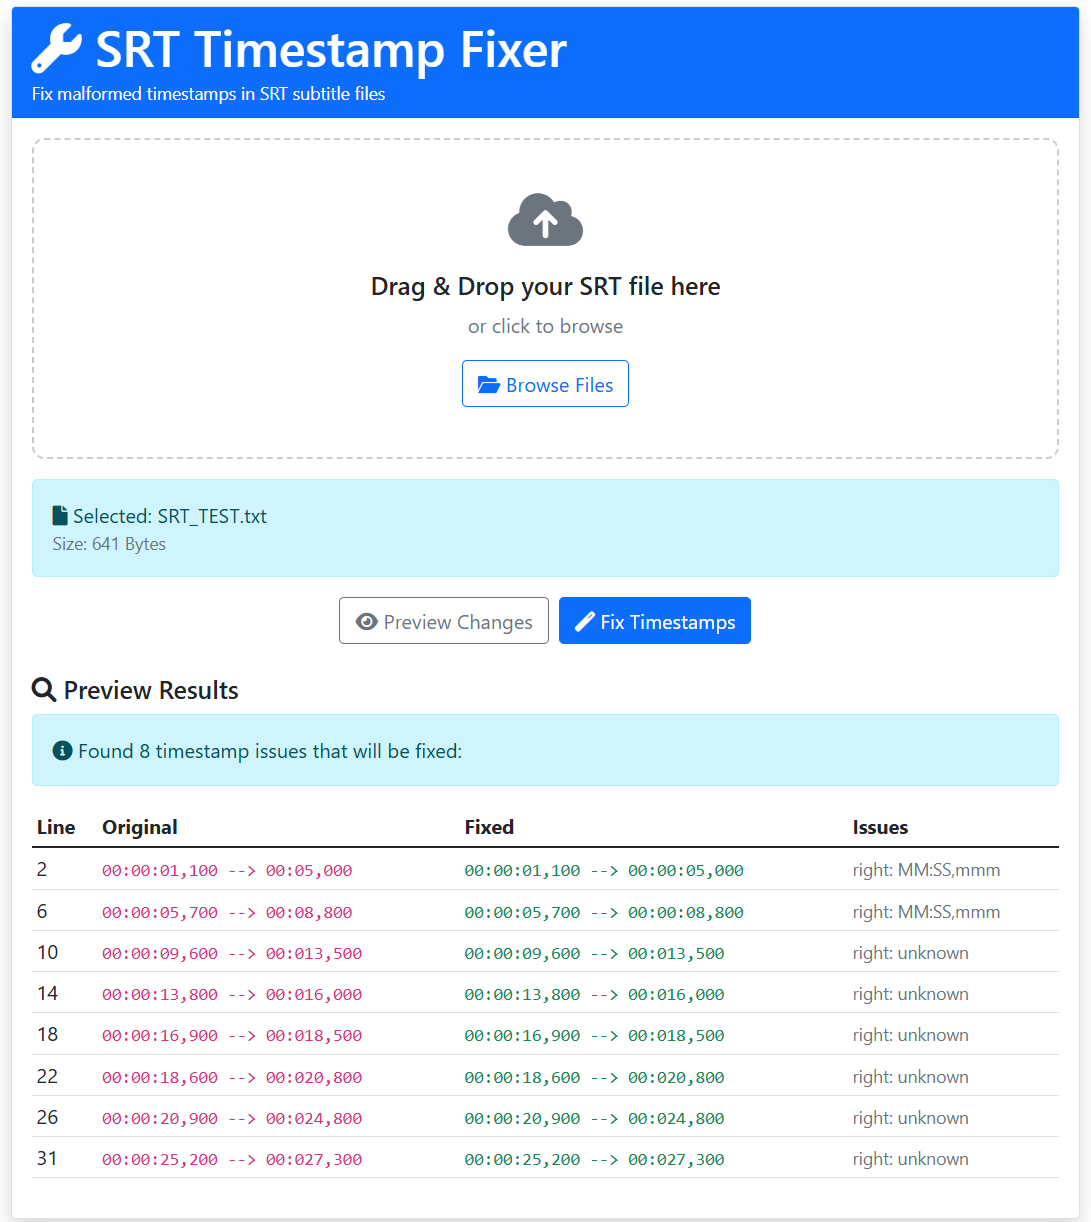 SRT Timestamp Fixer
Fix malformed timestamps in SRT subtitle files
Drag & Drop your SRT file here
or click to browse
Browse Files
Selected: SRT_TEST.txt
Size: 641 Bytes
Preview Changes
Fix Timestamps
Preview Results
Found 8 timestamp issues that will be fixed:
Line Original Fixed Issues
2 00:00:01,100 --> 00:05,000 00:00:01,100 --> 00:00:05,000 right: MM:SS,mmm
6 00:00:05,700 --> 00:08,800 00:00:05,700 --> 00:00:08,800 right: MM:SS,mmm
10 00:00:09,600 --> 00:013,500 00:00:09,600 --> 00:013,500 right: unknown
14 00:00:13,800 --> 00:016,000 00:00:13,800 --> 00:016,000 right: unknown
18 00:00:16,900 --> 00:018,500 00:00:16,900 --> 00:018,500 right: unknown
22 00:00:18,600 --> 00:020,800 00:00:18,600 --> 00:020,800 right: unknown
26 00:00:20,900 --> 00:024,800 00:00:20,900 --> 00:024,800 right: unknown
31 00:00:25,200 --> 00:027,300 00:00:25,200 --> 00:027,300 right: unknown